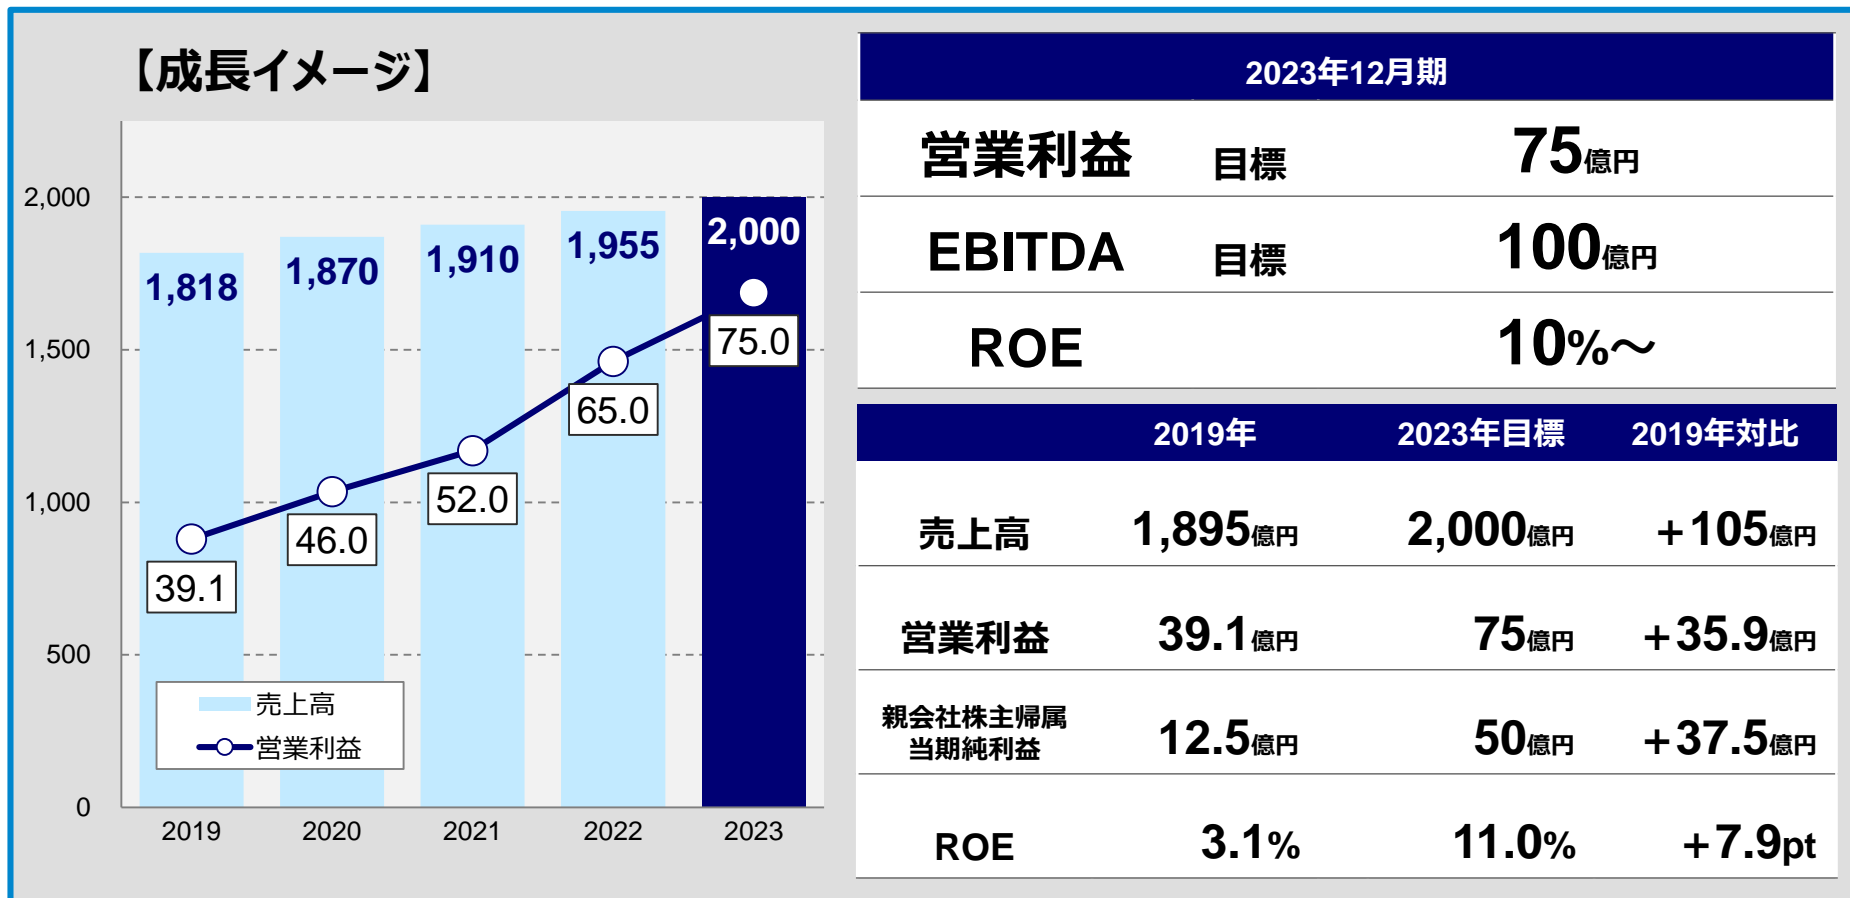 【成長イメージ】
2,000
1,500
1,000
500
0
1,818
1,870
1,910
1,955
2,000
39.1
46.0
52.0
65.0
75.0
売上高
営業利益
2019 2020 2021 2022 2023
2023年12月期
営業利益 目標 75億円
EBITDA 目標 100億円
ROE 10%～
2019年 2023年目標 2019年対比
売上高 1,895億円 2,000億円 +105億円
営業利益 39.1億円 75億円 +35.9億円
親会社株主帰属
当期純利益 12.5億円 50億円 +37.5億円
ROE 3.1% 11.0% +7.9pt